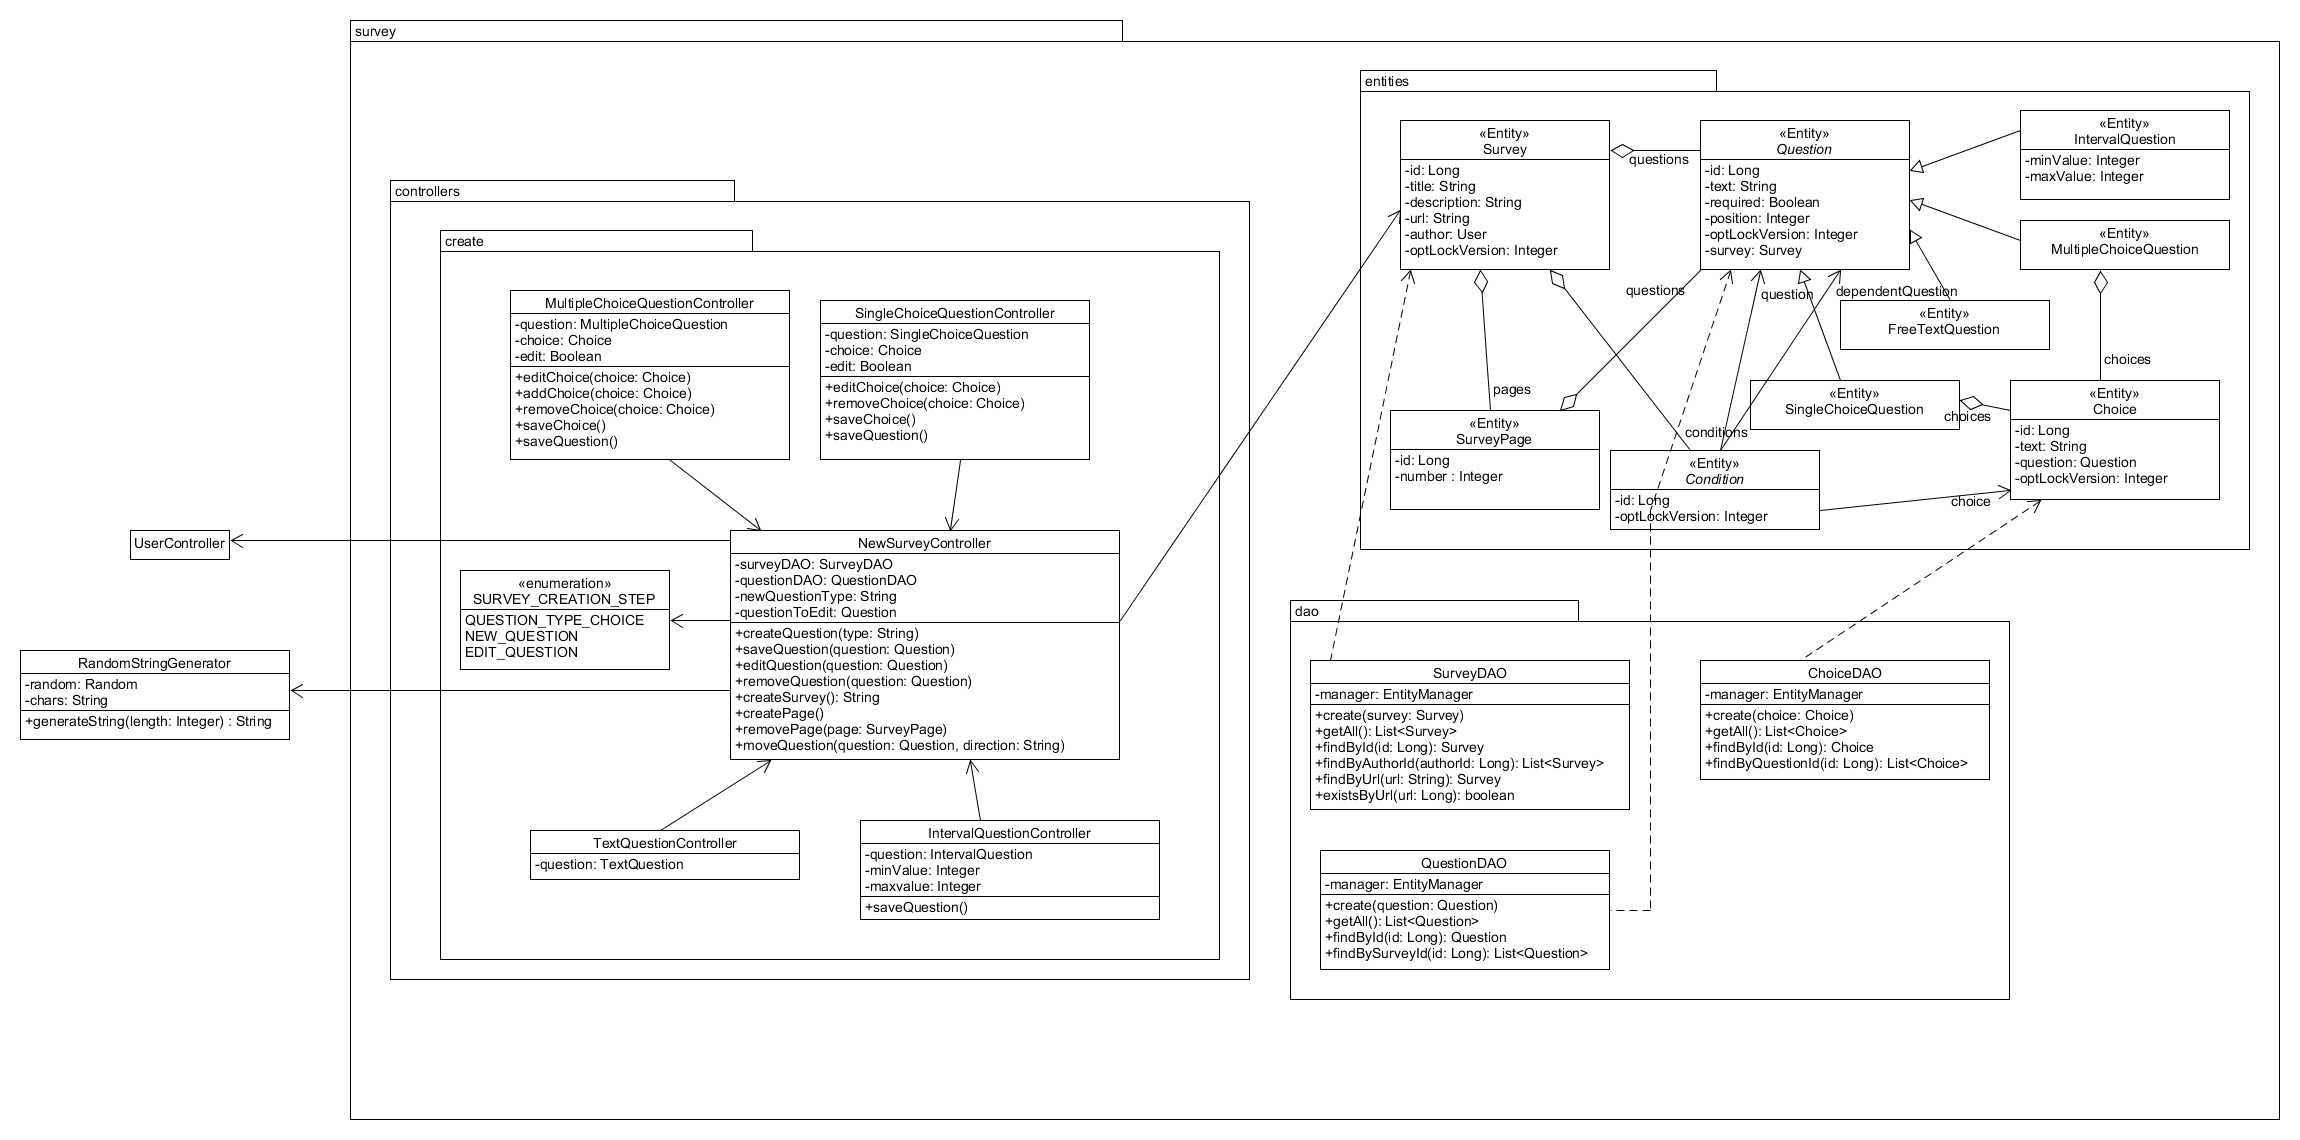 survey
controllers
create
MultipleChoiceQuestionController
-question: MultipleChoiceQuestion
-choice: Choice
-edit: Boolean
+editChoice(choice: Choice)
+addChoice(choice: Choice)
+removeChoice(choice: Choice)
+saveChoice()
+saveQuestion()
SingleChoiceQuestionController
-question: SingleChoiceQuestion
-choice: Choice
-edit: Boolean
+editChoice(choice: Choice)
+removeChoice(choice: Choice)
+saveChoice()
+saveQuestion()
UserController
NewSurveyController
-surveyDAO: SurveyDAO
-questionDAO: QuestionDAO
-newQuestionType: String
-questionToEdit: Question
+createQuestion(type: String)
+saveQuestion(question: Question)
+editQuestion(question: Question)
+removeQuestion(question: Question)
+createSurvey(): String
+createPage()
+removePage(page: SurveyPage)
+moveQuestion(question: Question, direction: String)
«enumeration»
SURVEY_CREATION_STEP
QUESTION_TYPE_CHOICE
NEW_QUESTION
EDIT_QUESTION
RandomStringGenerator
-random: Random
-chars: String
+generateString(length: Integer) : String
TextQuestionController
-question: TextQuestion
IntervalQuestionController
-question: IntervalQuestion
-minValue: Integer
-maxvalue: Integer
+saveQuestion()
entities
«Entity»
Survey
-id: Long
-title: String
-description: String
-url: String
-author: User
-optLockVersion: Integer
questions
«Entity»
Question
-id: Long
-text: String
-required: Boolean
-position: Integer
-optLockVersion: Integer
-survey: Survey
«Entity»
IntervalQuestion
-minValue: Integer
-maxValue: Integer
«Entity»
MultipleChoiceQuestion
questions
question
dependentQuestion
«Entity»
FreeTextQuestion
choices
pages
«Entity»
SingleChoiceQuestion
choices
«Entity»
Choice
-id: Long
-text: String
-question: Question
-optLockVersion: Integer
«Entity»
SurveyPage
-id: Long
-number : Integer
conditions
«Entity»
Condition
-id: Long
-optLockVersion: Integer
choice
dao
SurveyDAO
-manager: EntityManager
+create(survey: Survey)
+getAll(): List<Survey>
+findById(id: Long): Survey
+findByAuthorId(authorId: Long): List<Survey>
+findByUrl(url: String): Survey
+existsByUrl(url: Long): boolean
ChoiceDAO
-manager: EntityManager
+create(choice: Choice)
+getAll(): List<Choice>
+findById(id: Long): Choice
+findByQuestionId(id: Long): List<Choice>
QuestionDAO
-manager: EntityManager
+create(question: Question)
+getAll(): List<Question>
+findById(id: Long): Question
+findBySurveyId(id: Long): List<Question>